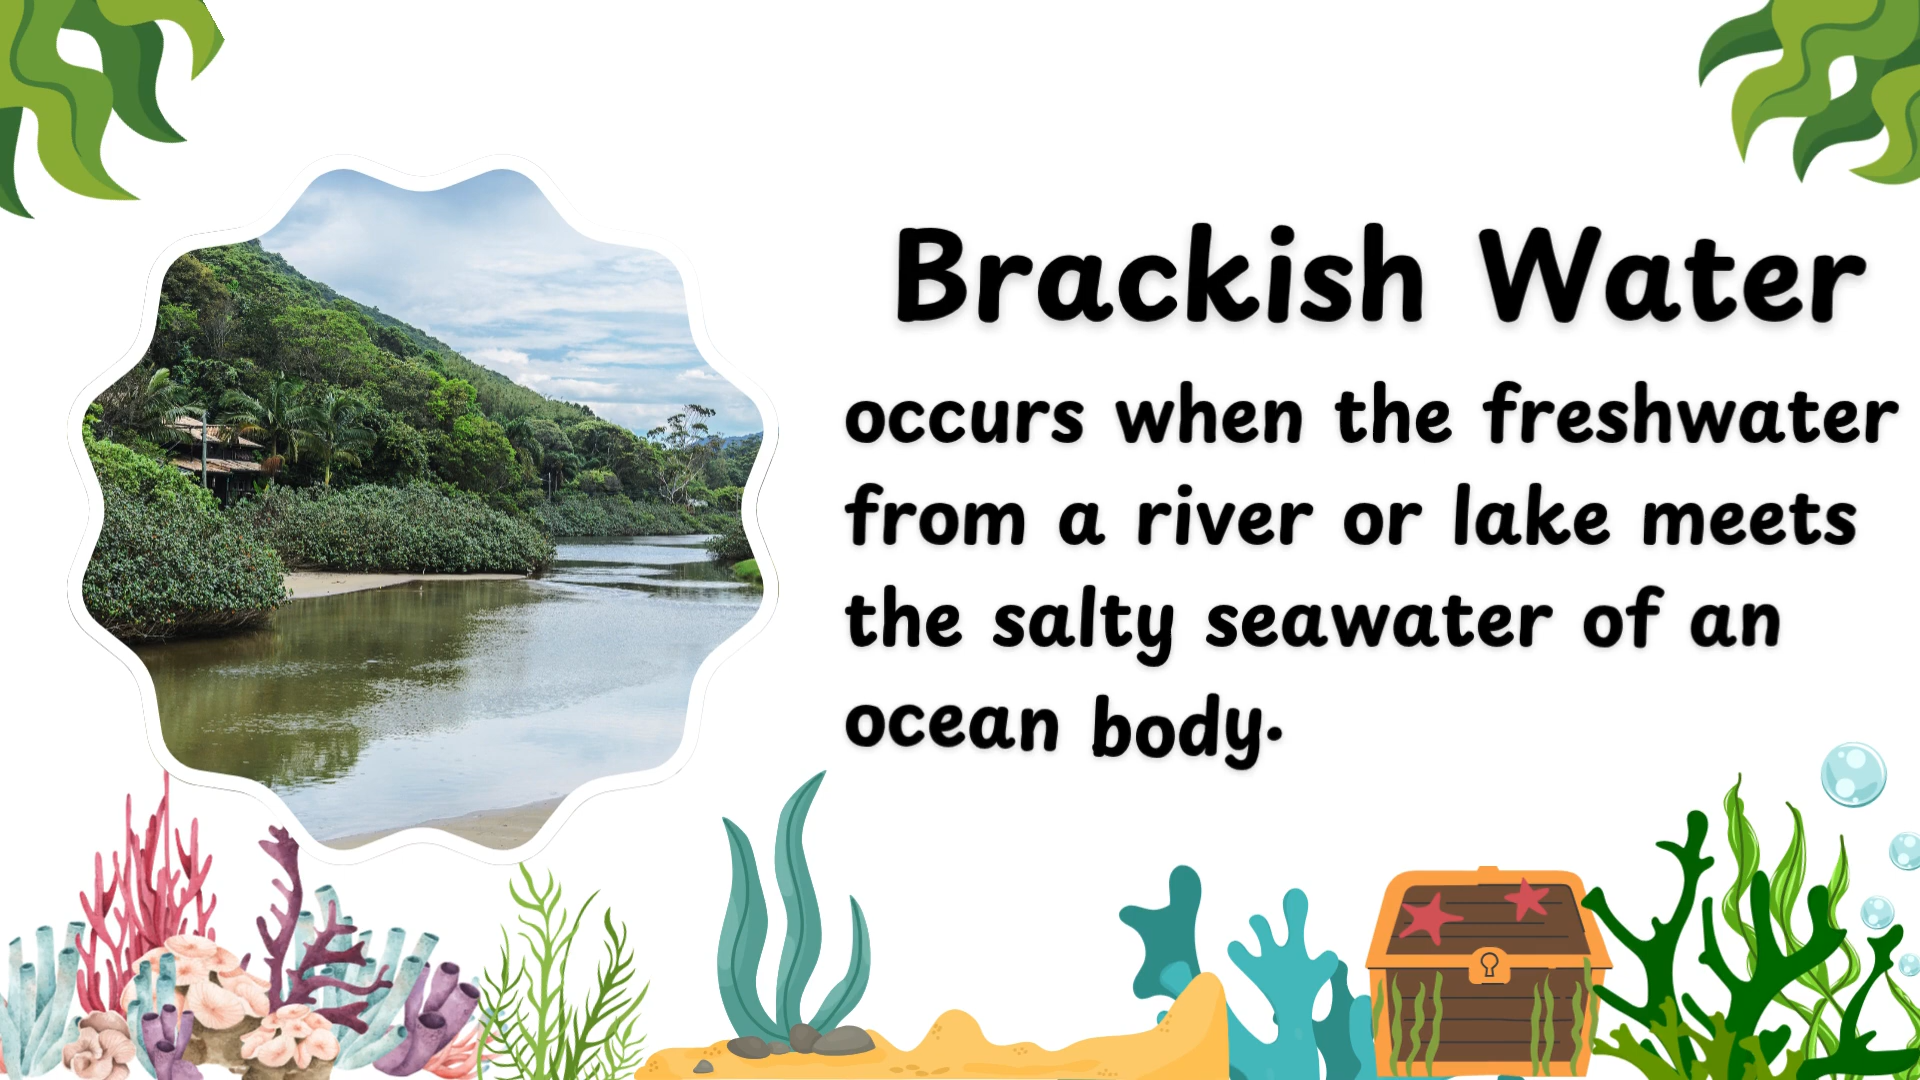 Brackish Water
occurs when the freshwater
from a river or lake meets
the salty seawater of an
ocean body.